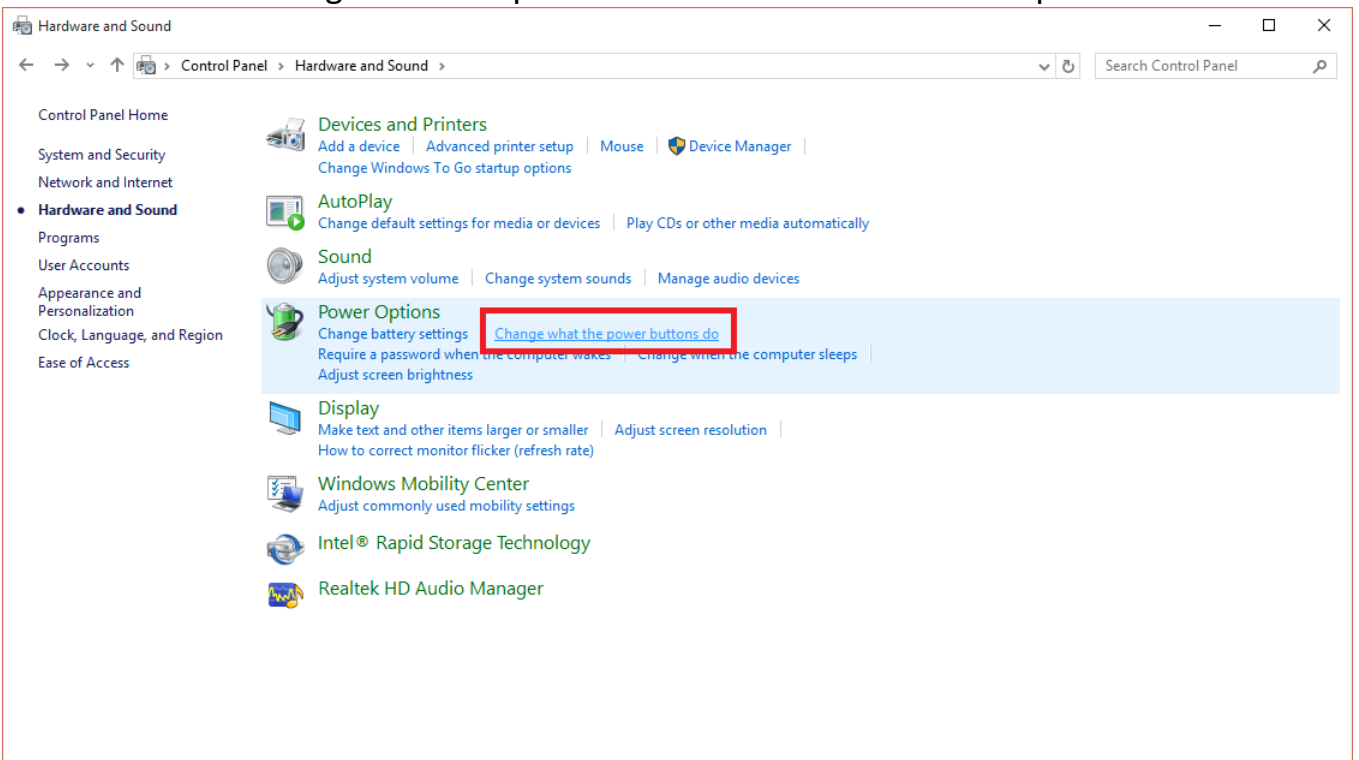 Hardware and Sound
Control Panel > Hardware and Sound >
Search Control Panel
Control Panel Home
System and Security
Network and Internet
Hardware and Sound
Programs
User Accounts
Appearance and
Personalization
Clock, Language, and Region
Ease of Access
Devices and Printers
Add a device | Advanced printer setup | Mouse | Device Manager |
Change Windows To Go startup options
AutoPlay
Change default settings for media or devices | Play CDs or other media automatically
Sound
Adjust system volume | Change system sounds | Manage audio devices
Power Options
Change battery settings Change what the power buttons do
Require a password when the computer wakes | Change when the computer sleeps |
Adjust screen brightness
Display
Make text and other items larger or smaller | Adjust screen resolution |
How to correct monitor flicker (refresh rate)
Windows Mobility Center
Adjust commonly used mobility settings
Intel® Rapid Storage Technology
Realtek HD Audio Manager